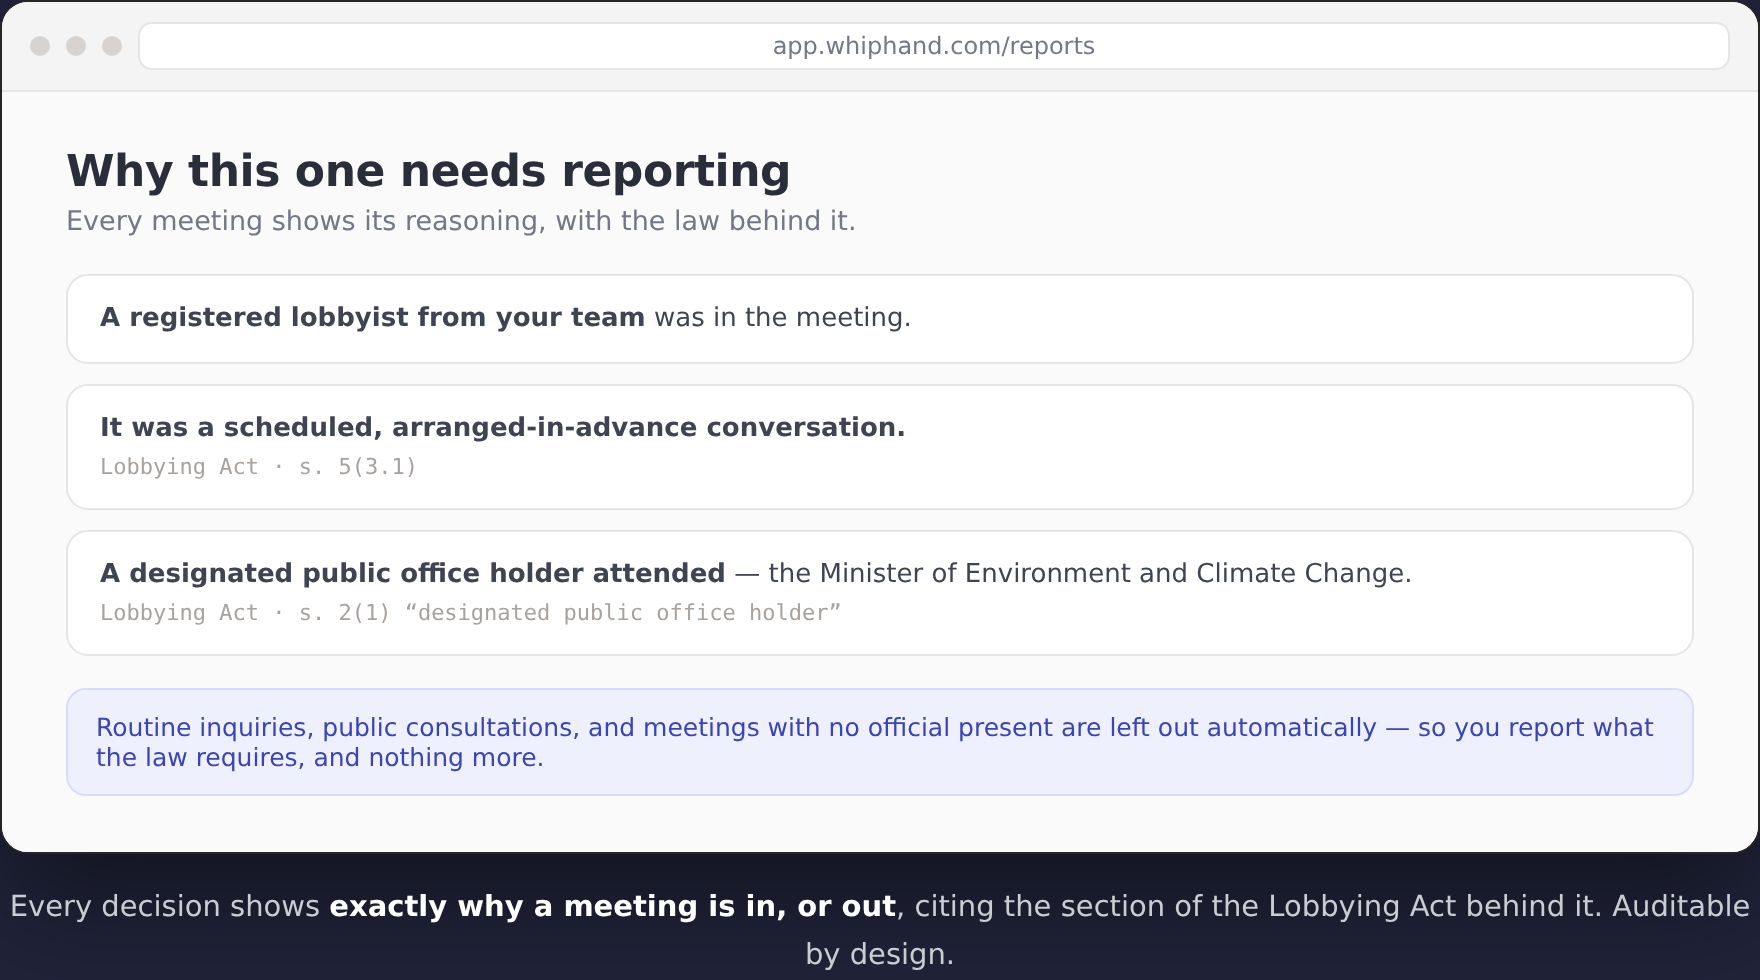 app.whiphand.com/reports
Why this one needs reporting
Every meeting shows its reasoning, with the law behind it.
A registered lobbyist from your team was in the meeting.
It was a scheduled, arranged-in-advance conversation.
Lobbying Act · s. 5(3.1)
A designated public office holder attended — the Minister of Environment and Climate Change.
Lobbying Act · s. 2(1) “designated public office holder”
Routine inquiries, public consultations, and meetings with no official present are left out automatically — so you report what
the law requires, and nothing more.
Every decision shows exactly why a meeting is in, or out, citing the section of the Lobbying Act behind it. Auditable
by design.